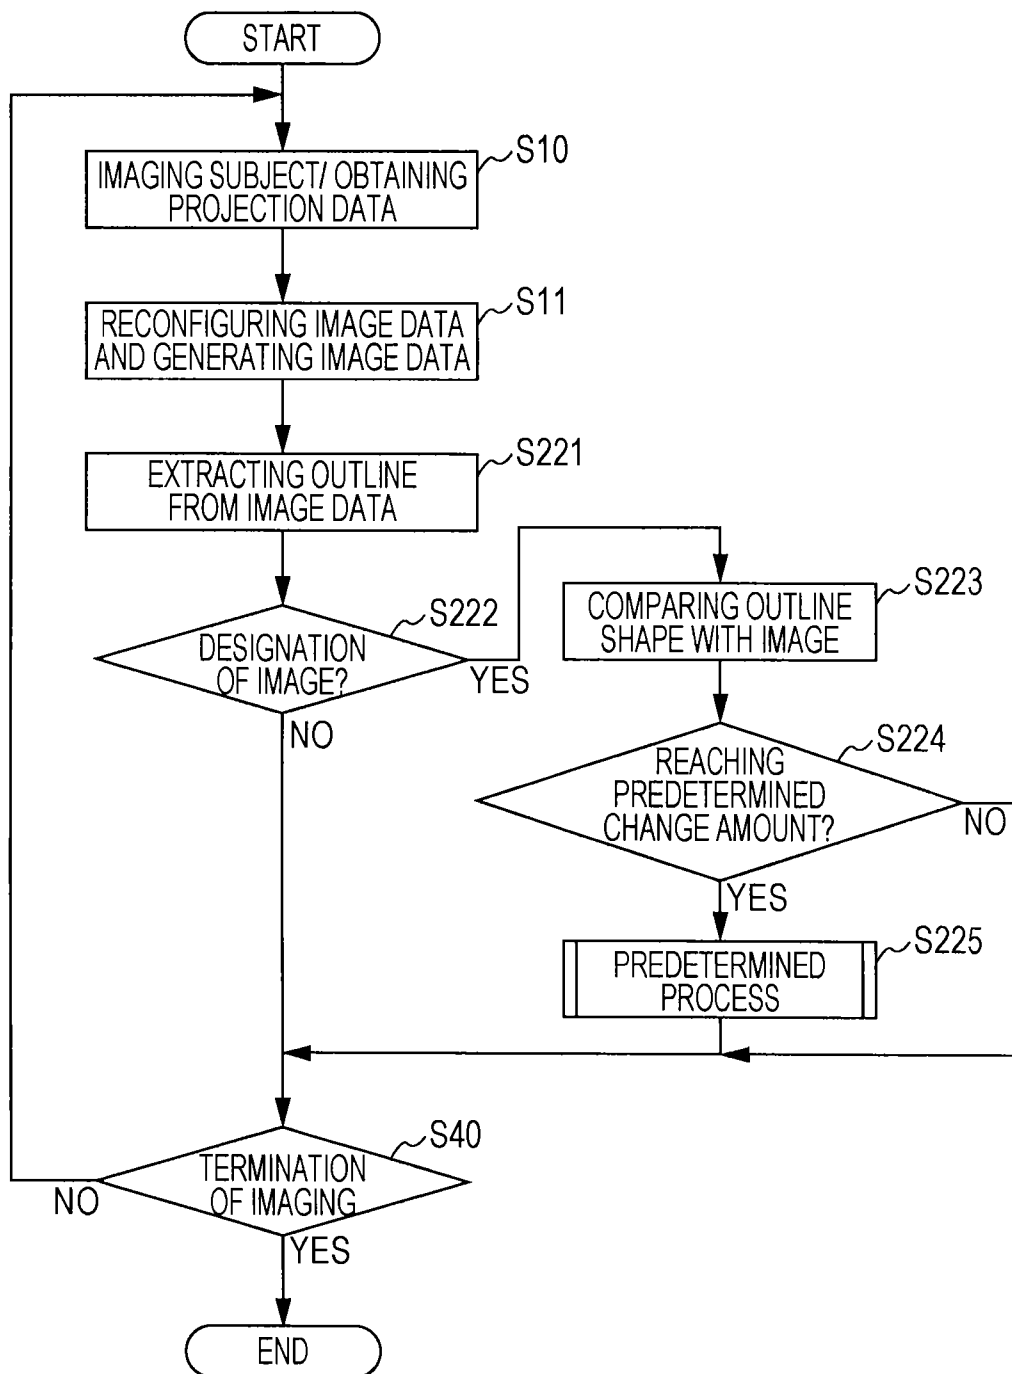 START
S10
IMAGING SUBJECT/ OBTAINING
PROJECTION DATA
S11
RECONFIGURING IMAGE DATA
AND GENERATING IMAGE DATA
S221
EXTRACTING OUTLINE
FROM IMAGE DATA
S222
DESIGNATION
OF IMAGE?
YES
NO
S223
COMPARING OUTLINE
SHAPE WITH IMAGE
S224
REACHING
PREDETERMINED
CHANGE AMOUNT?
NO
YES
S225
PREDETERMINED
PROCESS
S40
TERMINATION
OF IMAGING
NO
YES
END